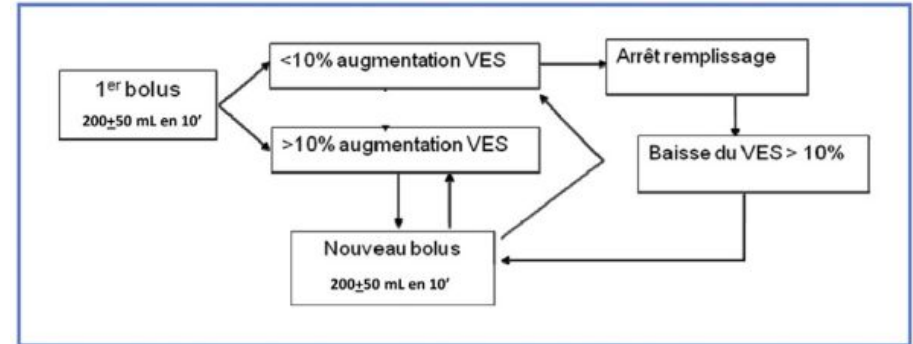 1er bolus
200±50 mL en 10'
<10% augmentation VES
>10% augmentation VES
Nouveau bolus
200±50 mL en 10'
Arrêt remplissage
Baisse du VES > 10%